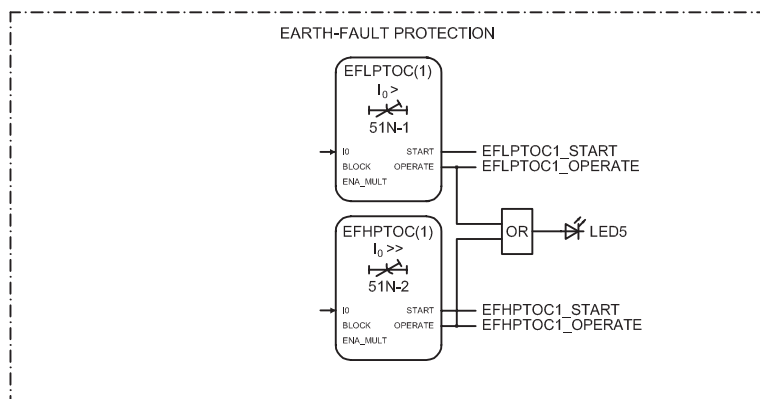 EARTH-FAULT PROTECTION
EFLPTOC(1)
I₀ >
51N-1
I0 START EFLPTOC1_START
BLOCK OPERATE EFLPTOC1_OPERATE
ENA_MULT
OR LED5
EFHPTOC(1)
I₀ >>
51N-2
I0 START EFHPTOC1_START
BLOCK OPERATE EFHPTOC1_OPERATE
ENA_MULT